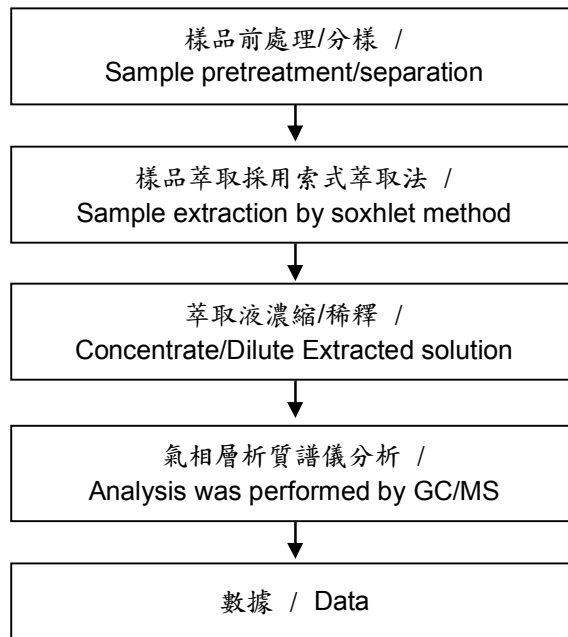 樣品前處理/分樣 /
Sample pretreatment/separation
樣品萃取採用索式萃取法 /
Sample extraction by soxhlet method
萃取液濃縮/稀釋 /
Concentrate/Dilute Extracted solution
氣相層析質譜儀分析 /
Analysis was performed by GC/MS
數據 / Data